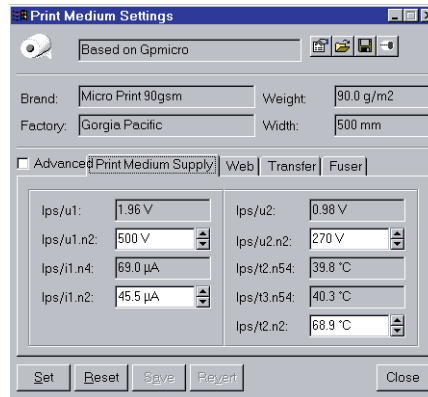 Print Medium Settings
Based on Gpmicro
Brand: Micro Print 90gsm Weight: 90.0 g/m2
Factory: Gorgia Pacific Width: 500 mm
Advanced Print Medium Supply Web Transfer Fuser
lps/u1: 1.96 V lps/u2: 0.98 V
lps/u1.n2: 500 V lps/u2.n2: 270 V
lps/i1.n4: 69.0 µA lps/t2.n54: 39.8 °C
lps/i1.n2: 45.5 µA lps/t3.n54: 40.3 °C
lps/t2.n2: 68.9 °C
Set Reset Save Revert Close